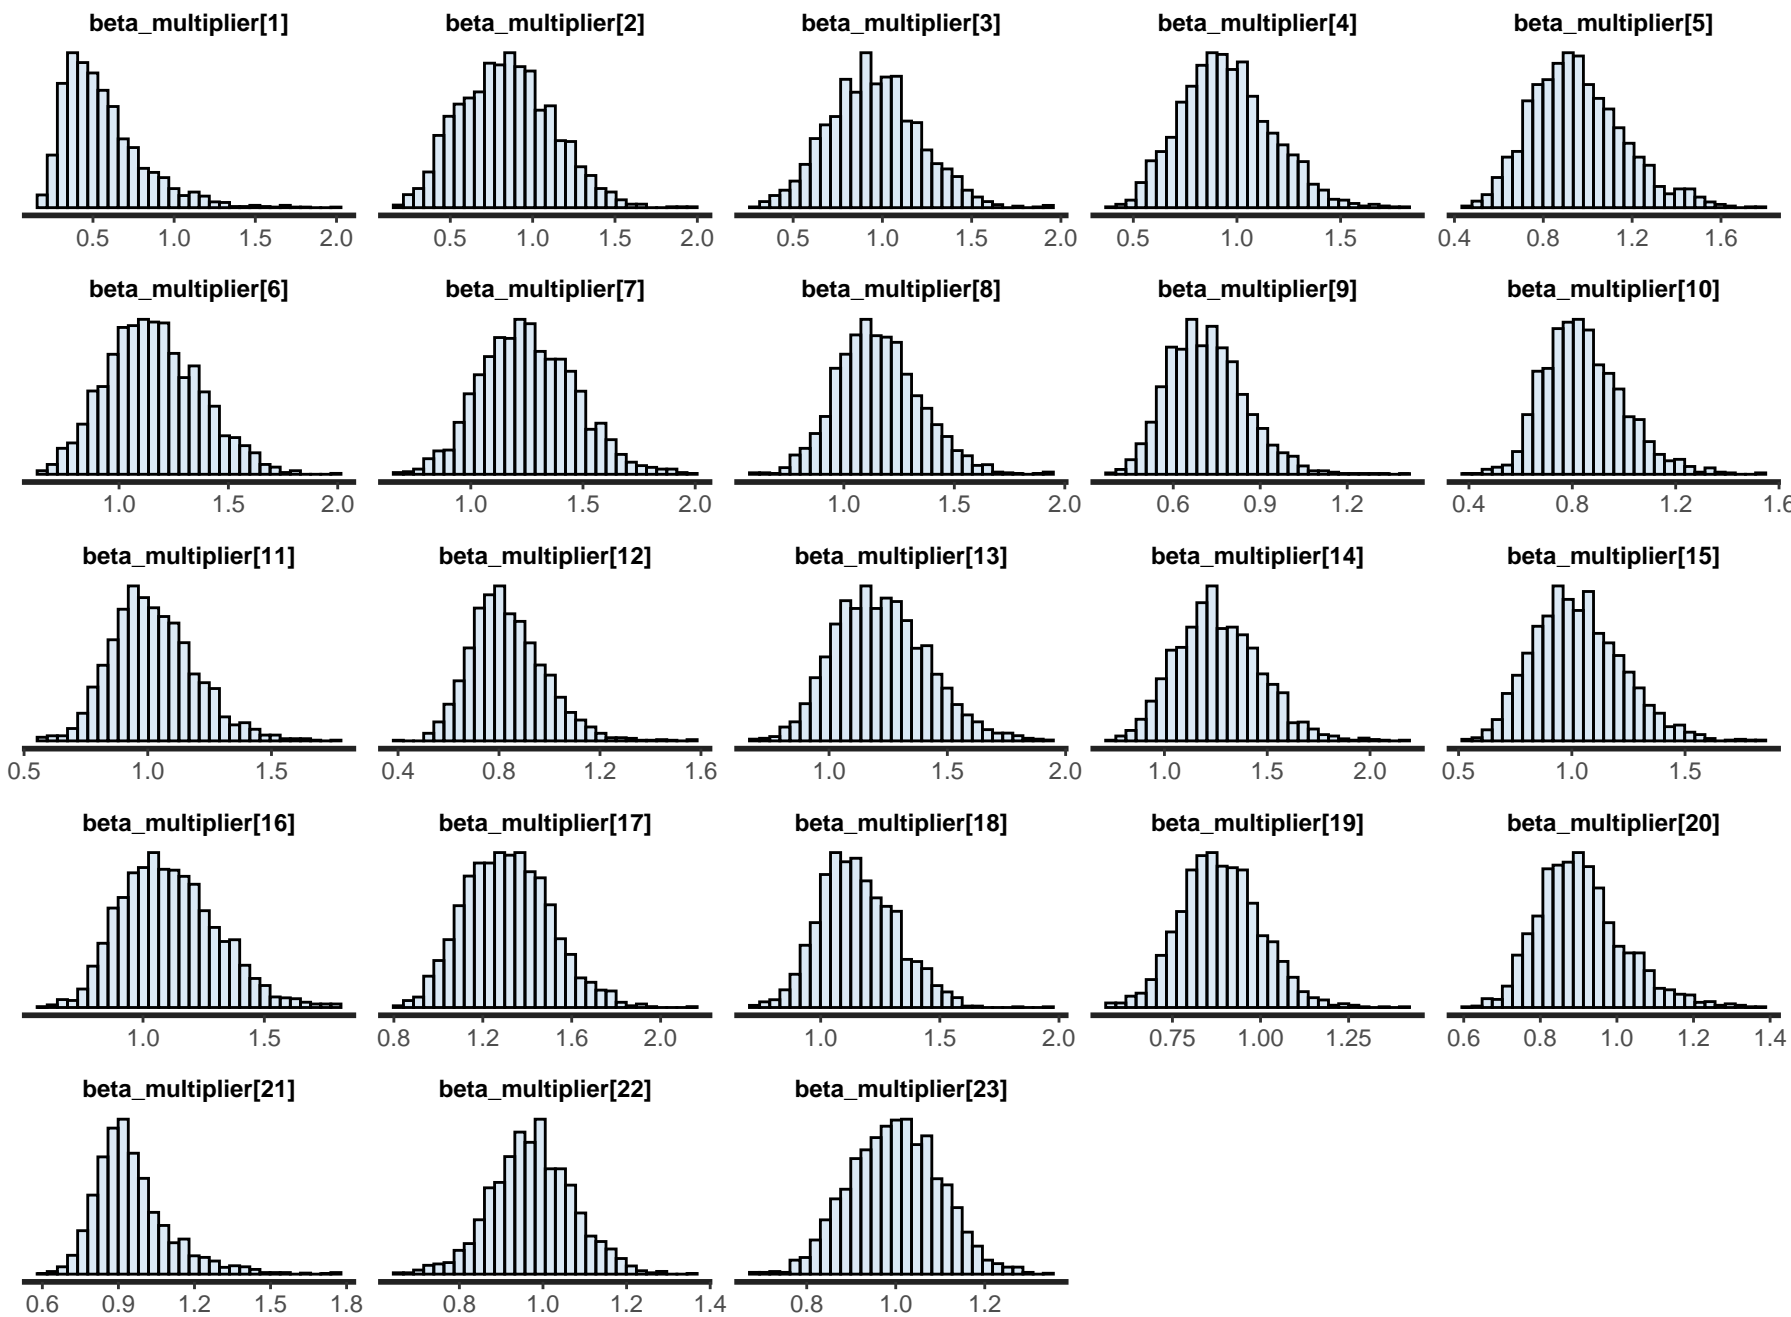 beta_multiplier[1] beta_multiplier[2] beta_multiplier[3] beta_multiplier[4] beta_multiplier[5]
0.5 1.0 1.5 2.0 0.5 1.0 1.5 2.0 0.5 1.0 1.5 2.0 0.5 1.0 1.5 0.4 0.8 1.2 1.6
beta_multiplier[6] beta_multiplier[7] beta_multiplier[8] beta_multiplier[9] beta_multiplier[10]
1.0 1.5 2.0 1.0 1.5 2.0 1.0 1.5 2.0 0.6 0.9 1.2 0.4 0.8 1.2 1.6
beta_multiplier[11] beta_multiplier[12] beta_multiplier[13] beta_multiplier[14] beta_multiplier[15]
0.5 1.0 1.5 0.4 0.8 1.2 1.6 1.0 1.5 2.0 1.0 1.5 2.0 0.5 1.0 1.5
beta_multiplier[16] beta_multiplier[17] beta_multiplier[18] beta_multiplier[19] beta_multiplier[20]
1.0 1.5 0.8 1.2 1.6 2.0 1.0 1.5 2.0 0.75 1.00 1.25 0.6 0.8 1.0 1.2 1.4
beta_multiplier[21] beta_multiplier[22] beta_multiplier[23]
0.6 0.9 1.2 1.5 1.8 0.8 1.0 1.2 1.4 0.8 1.0 1.2